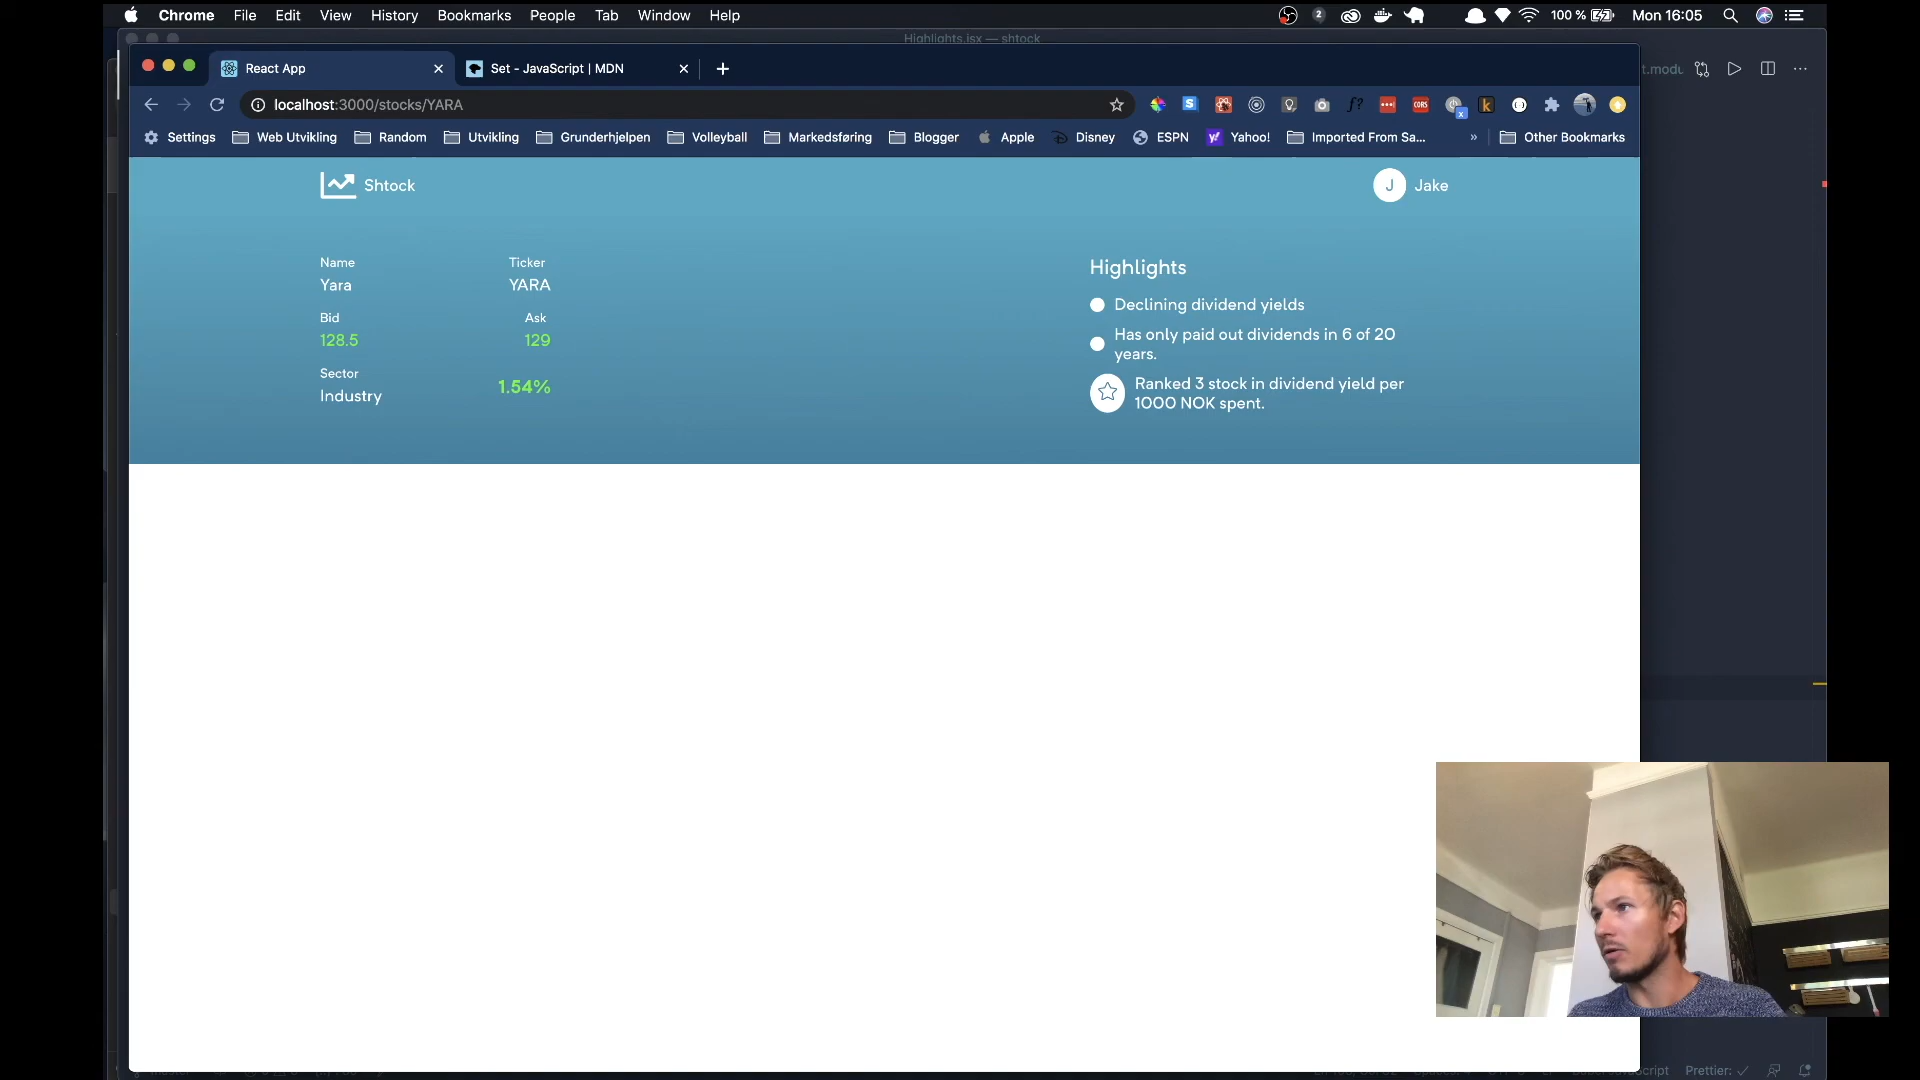 Chrome File Edit View History Bookmarks People Tab Window Help
2 100 % Mon 16:05
Highlights.jsx — shtock
React App
Set - JavaScript | MDN
localhost:3000/stocks/YARA
Settings Web Utvikling Random Utvikling Grunderhjelpen Volleyball Markedsføring Blogger Apple Disney ESPN Yahoo! Imported From Sa... » Other Bookmarks
Shtock
J Jake
Name
Yara
Ticker
YARA
Bid
128.5
Ask
129
Sector
Industry
1.54%
Highlights
Declining dividend yields
Has only paid out dividends in 6 of 20
years.
Ranked 3 stock in dividend yield per
1000 NOK spent.
Prettier: ✓